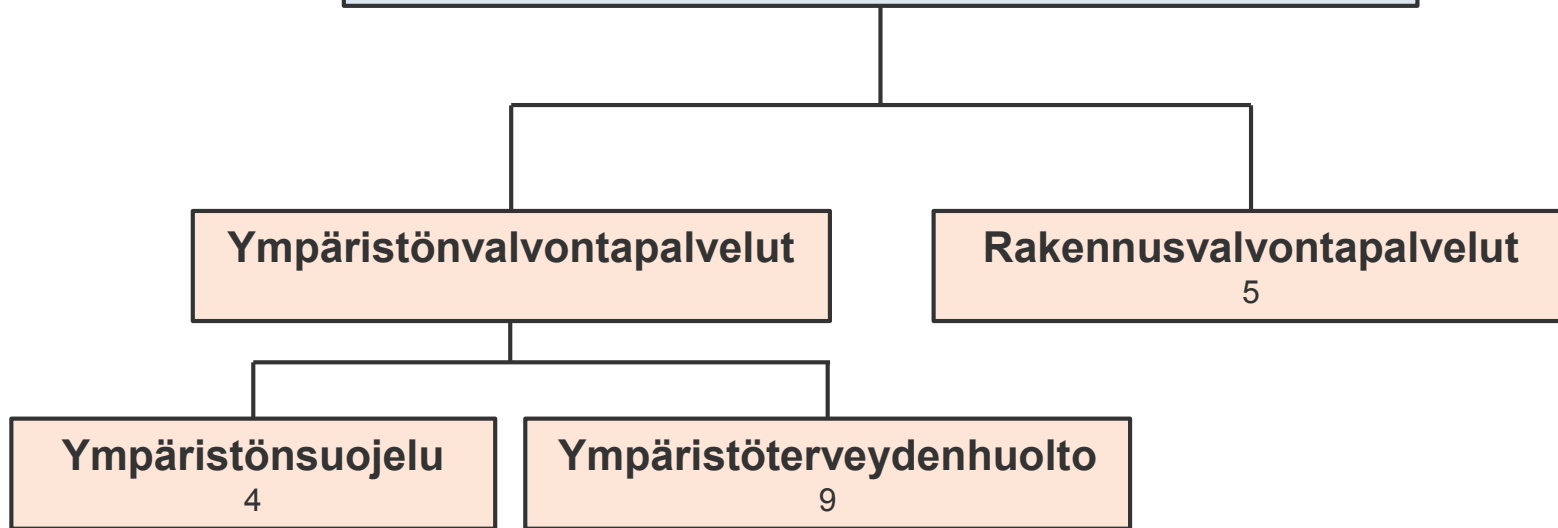 Ympäristönvalvontapalvelut
Rakennusvalvontapalvelut
5
Ympäristönsuojelu
4
Ympäristöterveydenhuolto
9